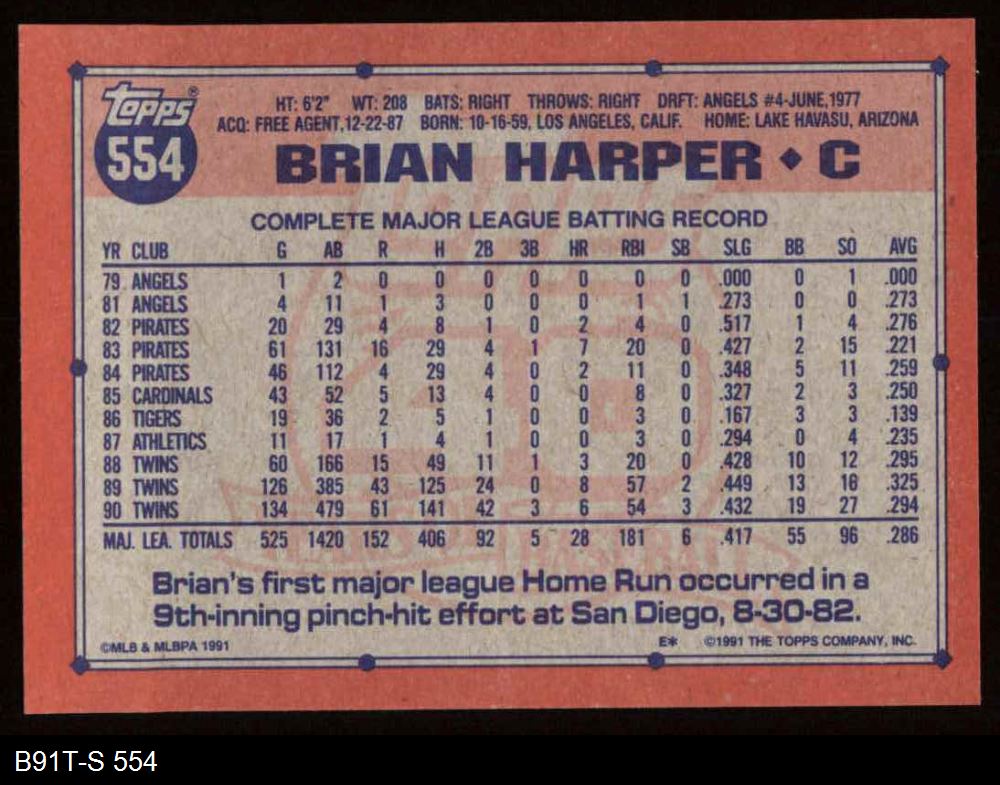 Topps®
554
HT: 6'2" WT: 208 BATS: RIGHT THROWS: RIGHT DRFT: ANGELS #4-JUNE,1977
ACQ: FREE AGENT,12-22-87 BORN: 10-16-59, LOS ANGELES, CALIF. HOME: LAKE HAVASU, ARIZONA
BRIAN HARPER ◆ C
COMPLETE MAJOR LEAGUE BATTING RECORD
YR CLUB G AB R H 2B 3B HR RBI SB SLG BB SO AVG
79 ANGELS 1 2 0 0 0 0 0 0 0 .000 0 1 .000
81 ANGELS 4 11 1 3 0 0 0 1 1 .273 0 0 .273
82 PIRATES 20 29 4 8 1 0 2 4 0 .517 1 4 .276
83 PIRATES 61 131 16 29 4 1 7 20 0 .427 2 15 .221
84 PIRATES 46 112 4 29 4 0 2 11 0 .348 5 11 .259
85 CARDINALS 43 52 5 13 4 0 0 8 0 .327 2 3 .250
86 TIGERS 19 36 2 5 1 0 0 3 0 .167 3 3 .139
87 ATHLETICS 11 17 1 4 1 0 0 3 0 .294 0 4 .235
88 TWINS 60 166 15 49 11 1 3 20 0 .428 10 12 .295
89 TWINS 126 385 43 125 24 0 8 57 2 .449 13 16 .325
90 TWINS 134 479 61 141 42 3 6 54 3 .432 19 27 .294
MAJ. LEA. TOTALS 525 1420 152 406 92 5 28 181 6 .417 55 96 .286
Brian's first major league Home Run occurred in a
9th-inning pinch-hit effort at San Diego, 8-30-82.
©MLB & MLBPA 1991 E* ©1991 THE TOPPS COMPANY, INC.
B91T-S 554